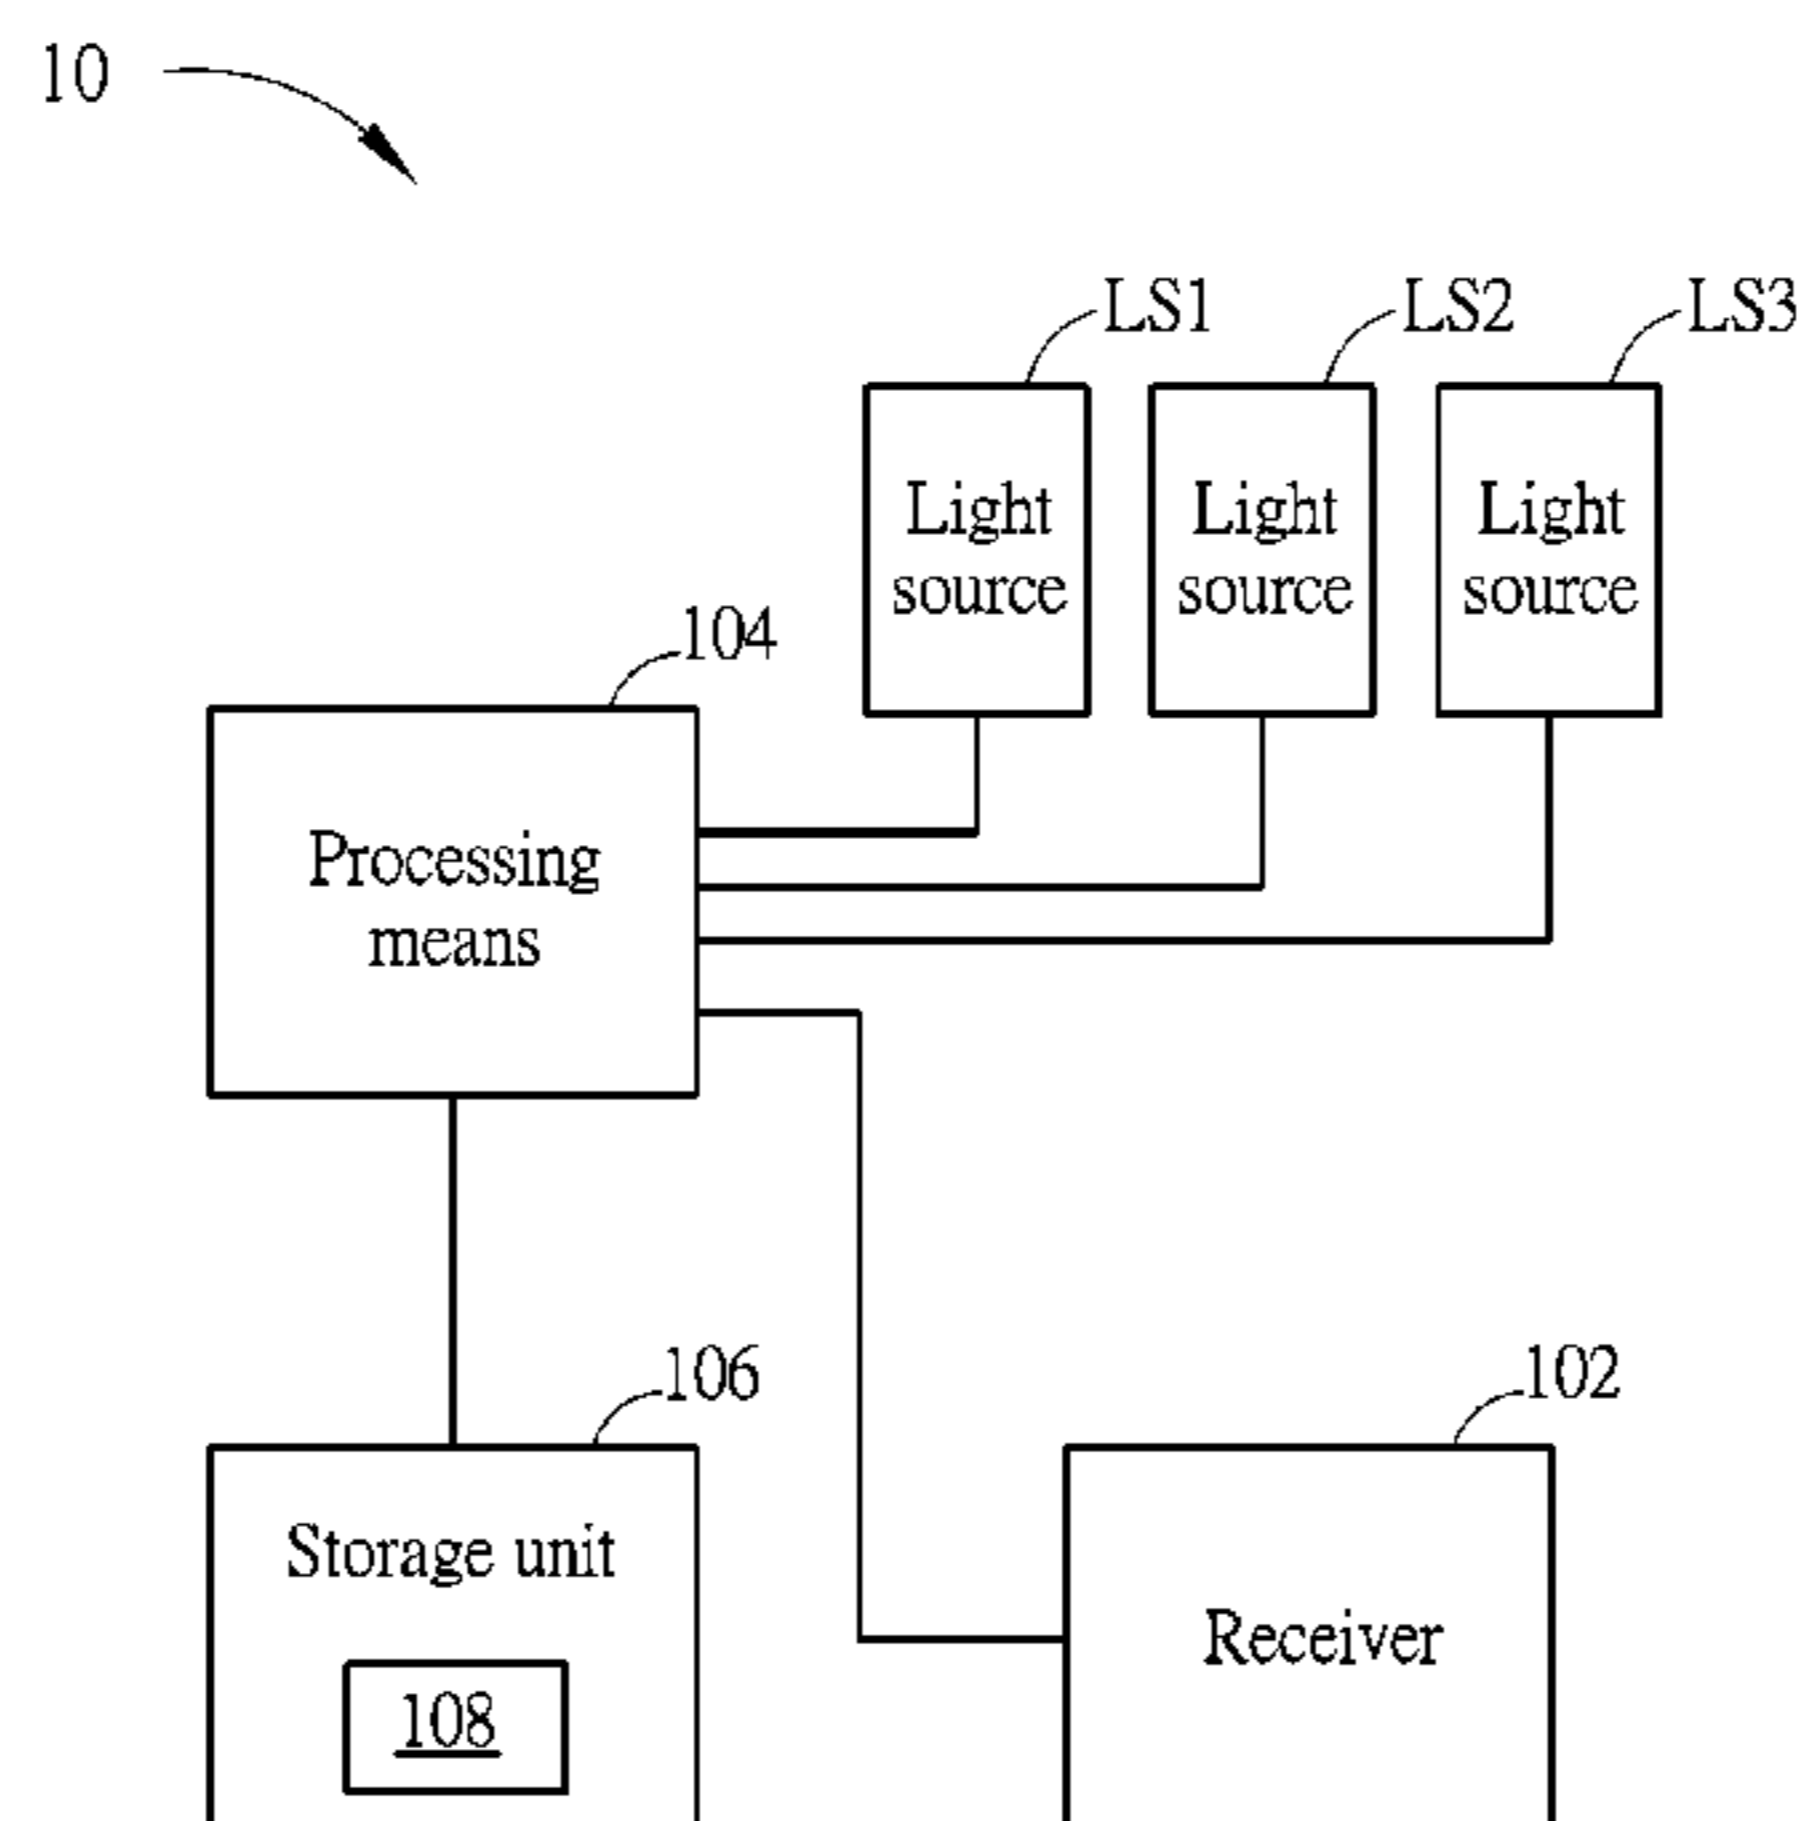 10
LS1
LS2
LS3
Light
source
Light
source
Light
source
104
Processing
means
106
102
Storage unit
Receiver
108